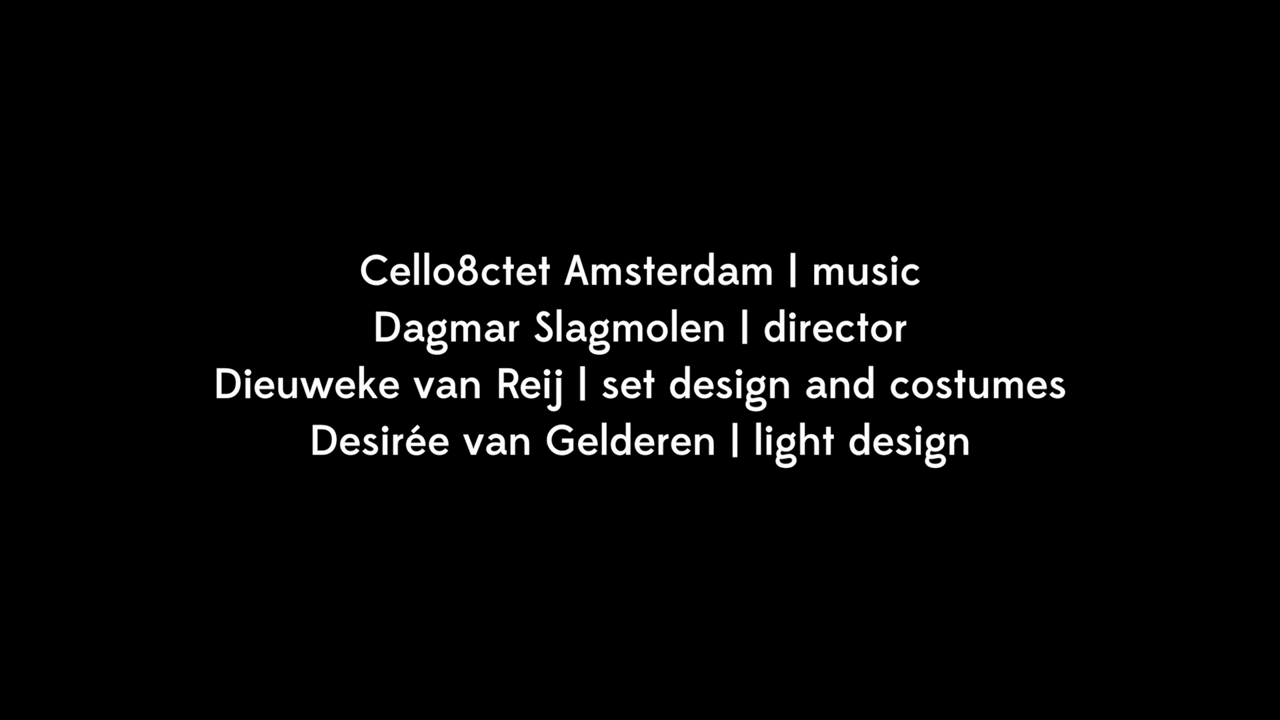 Cello8ctet Amsterdam | music
Dagmar Slagmolen | director
Dieuweke van Reij | set design and costumes
Desirée van Gelderen | light design